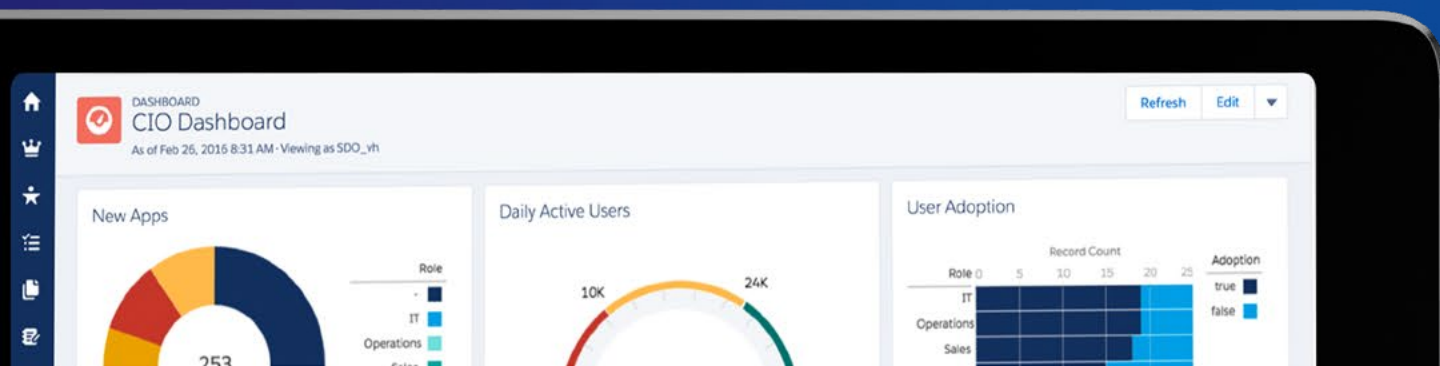 DASHBOARD
CIO Dashboard
As of Feb 26, 2016 8:31 AM · Viewing as SDO_vh
Refresh
Edit
New Apps
Role
-
IT
Operations
Sales
253
Daily Active Users
10K
24K
User Adoption
Record Count
Role 0 5 10 15 20 25
IT
Operations
Sales
Adoption
true
false